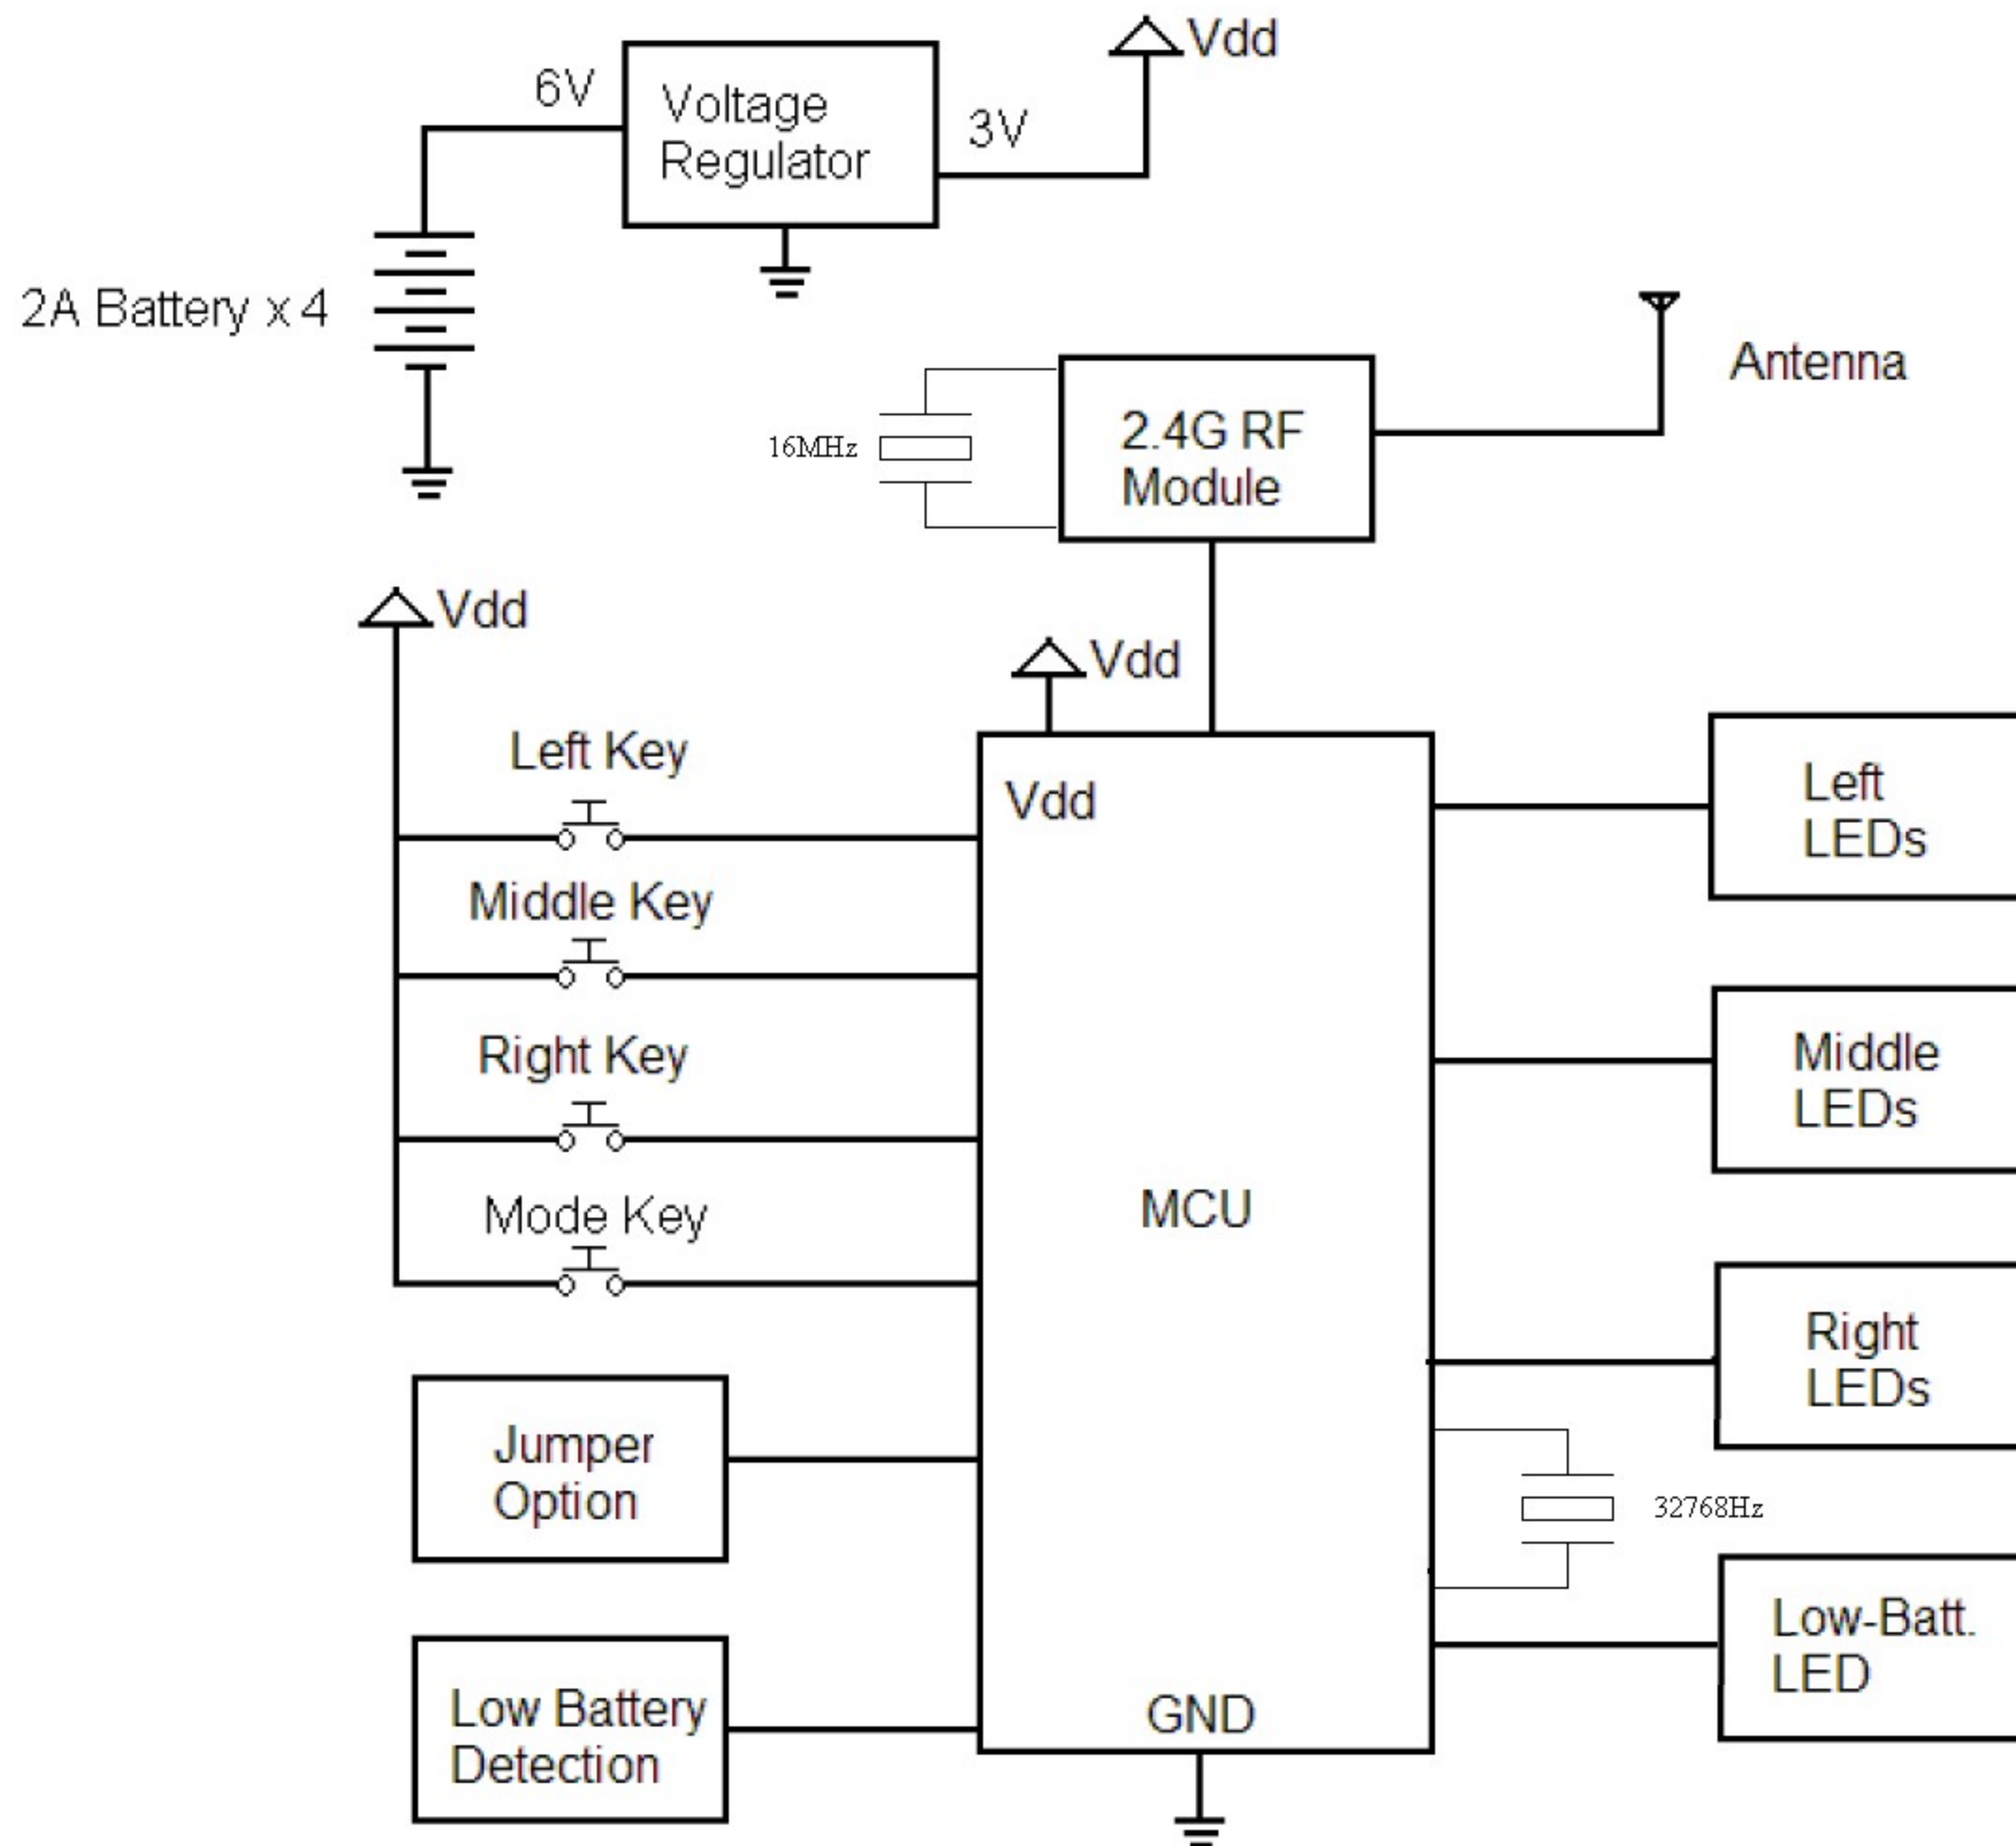 Vdd
6V
Voltage
Regulator
3V
2A Battery x 4
Antenna
16MHz
2.4G RF
Module
Vdd
Vdd
Left Key
Vdd
Left
LEDs
Middle Key
Right Key
Middle
LEDs
Mode Key
MCU
Right
LEDs
Jumper
Option
32768Hz
Low-Batt.
LED
Low Battery
Detection
GND